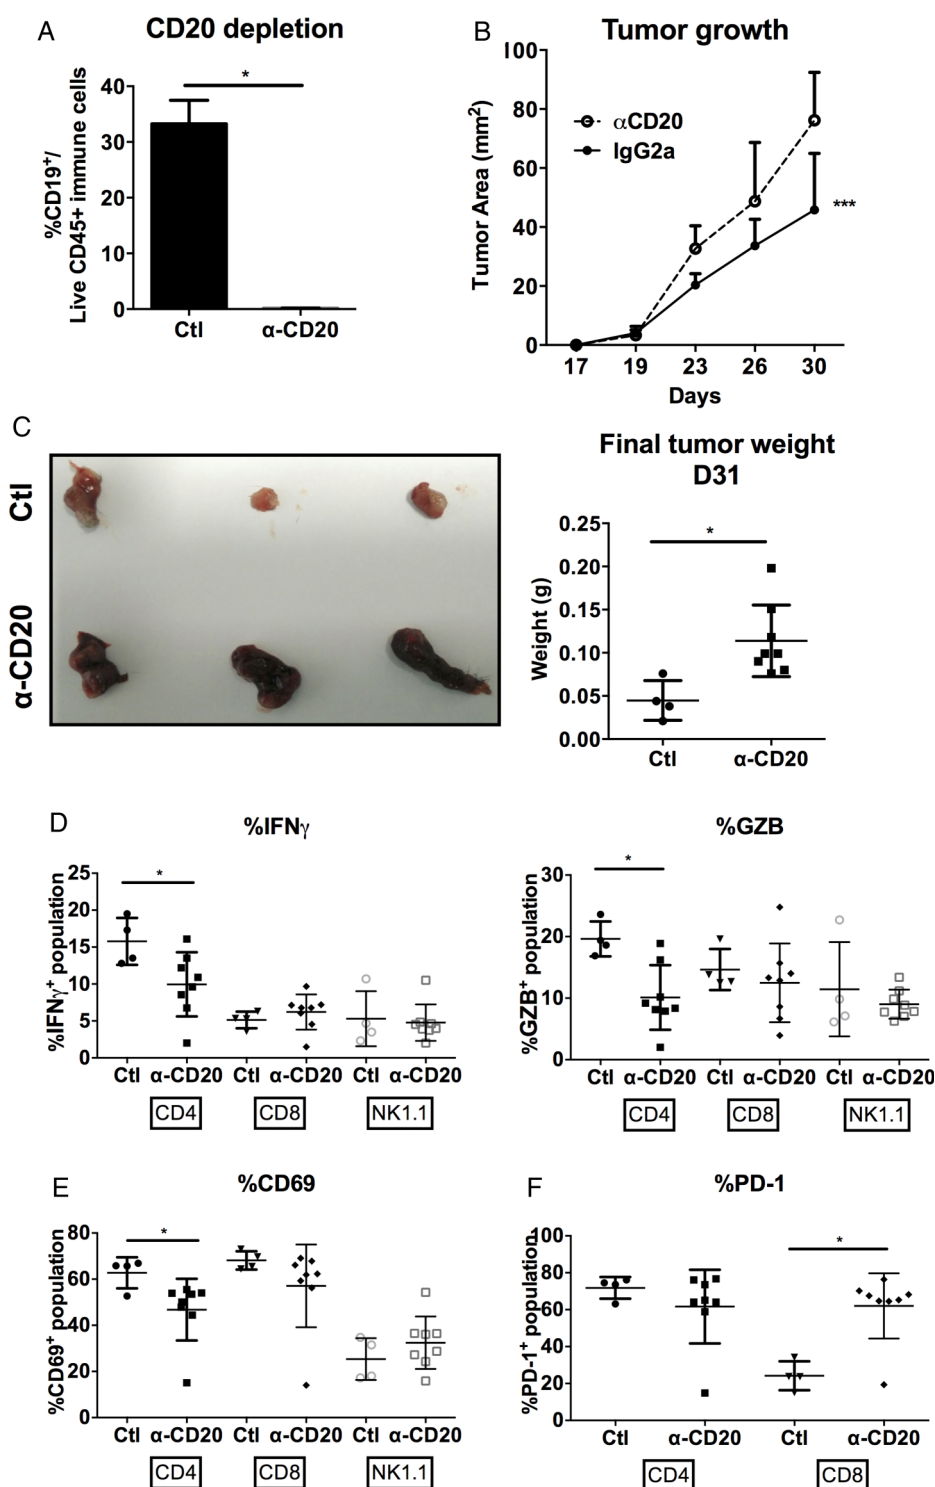 A
CD20 depletion
%CD19+/
Live CD45+ immune cells
40
30
20
10
0
*
Ctl
α-CD20
B
Tumor growth
Tumor Area (mm2)
100
80
60
40
20
0
αCD20
IgG2a
***
17
19
23
26
30
Days
C
Ctl
α-CD20
Final tumor weight
D31
Weight (g)
0.25
0.20
0.15
0.10
0.05
0.00
*
Ctl
α-CD20
D
%IFNγ
%IFNγ+ population
25
20
15
10
5
0
*
Ctl α-CD20 Ctl α-CD20 Ctl α-CD20
CD4
CD8
NK1.1
%GZB
%GZB+ population
30
20
10
0
*
Ctl α-CD20 Ctl α-CD20 Ctl α-CD20
CD4
CD8
NK1.1
E
%CD69
%CD69+ population
80
60
40
20
0
*
Ctl α-CD20 Ctl α-CD20 Ctl α-CD20
CD4
CD8
NK1.1
F
%PD-1
%PD-1+ population
100
80
60
40
20
0
*
Ctl α-CD20 Ctl α-CD20
CD4
CD8